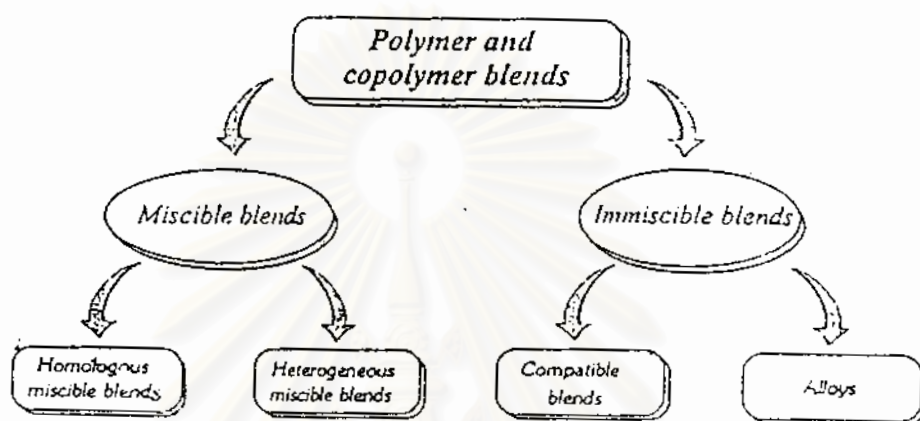 Polymer and
copolymer blends
Miscible blends
Immiscible blends
Homologous
miscible blends
Heterogeneous
miscible blends
Compatible
blends
Alloys